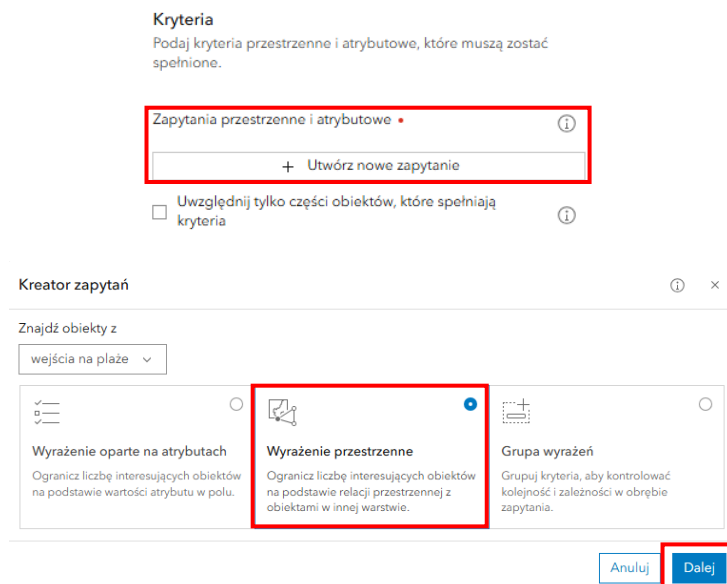 Kryteria
Podaj kryteria przestrzenne i atrybutowe, które muszą zostać
spełnione.
Zapytania przestrzenne i atrybutowe •
+ Utwórz nowe zapytanie
Uwzględnij tylko części obiektów, które spełniają
kryteria
Kreator zapytań
Znajdź obiekty z
wejścia na plaże
Wyrażenie oparte na atrybutach
Ogranicz liczbę interesujących obiektów
na podstawie wartości atrybutu w polu.
Wyrażenie przestrzenne
Ogranicz liczbę interesujących obiektów
na podstawie relacji przestrzennej z
obiektami w innej warstwie.
Grupa wyrażeń
Grupuj kryteria, aby kontrolować
kolejność i zależności w obrębie
zapytania.
Anuluj
Dalej